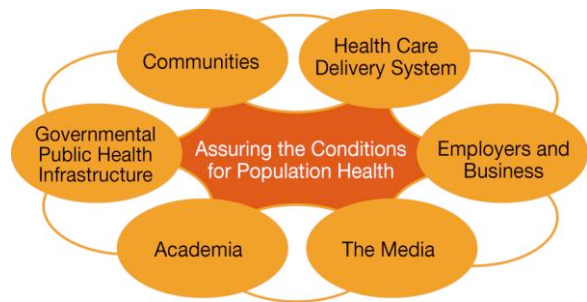 Communities
Health Care
Delivery System
Governmental
Public Health
Infrastructure
Assuring the Conditions
for Population Health
Employers and
Business
Academia
The Media